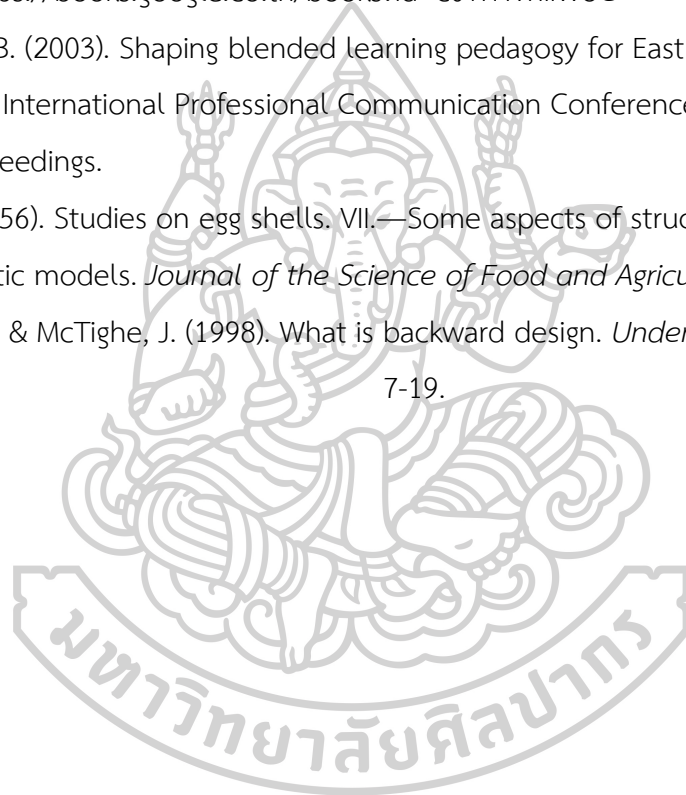 B. (2003). Shaping blended learning pedagogy for East
International Professional Communication Conference
eedings.
56). Studies on egg shells. VII.—Some aspects of struc
tic models. Journal of the Science of Food and Agricu
& McTighe, J. (1998). What is backward design. Under
7-19.
มหาวิทยาลัยศิลปากร